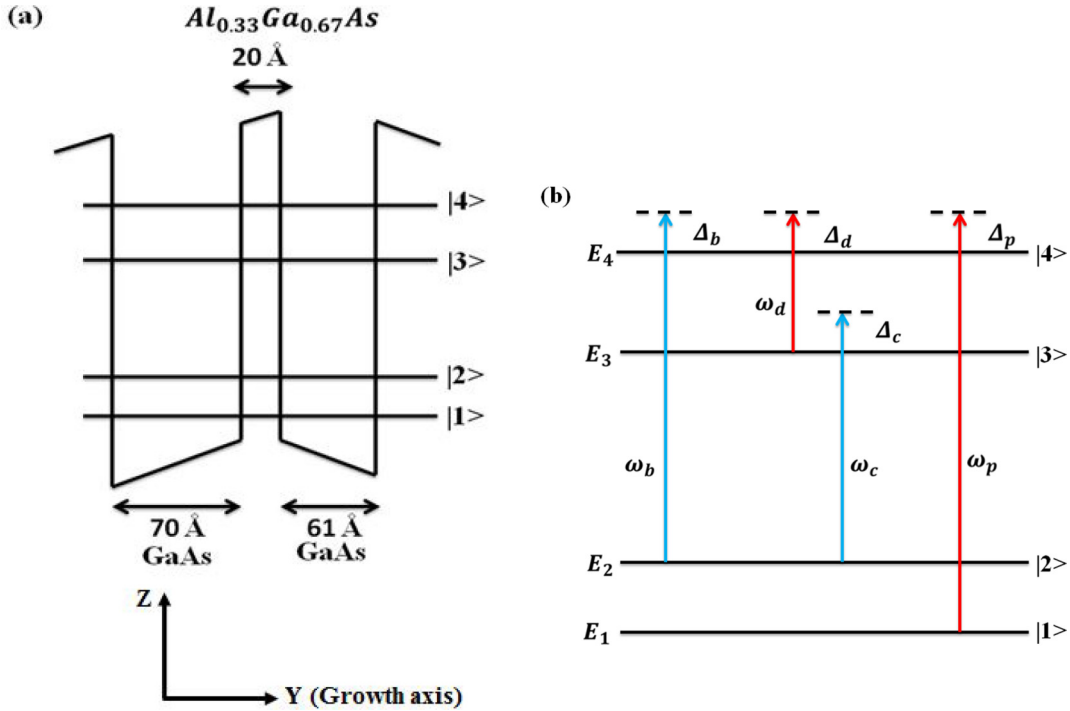 (a)
Al₀.₃₃Ga₀.₆₇As
20 Å
|4>
|3>
|2>
|1>
70 Å
GaAs
61 Å
GaAs
Z
Y (Growth axis)
(b)
Δb Δd Δp
E₄ |4>
ωd
Δc
E₃ |3>
ωb ωc ωp
E₂ |2>
E₁ |1>